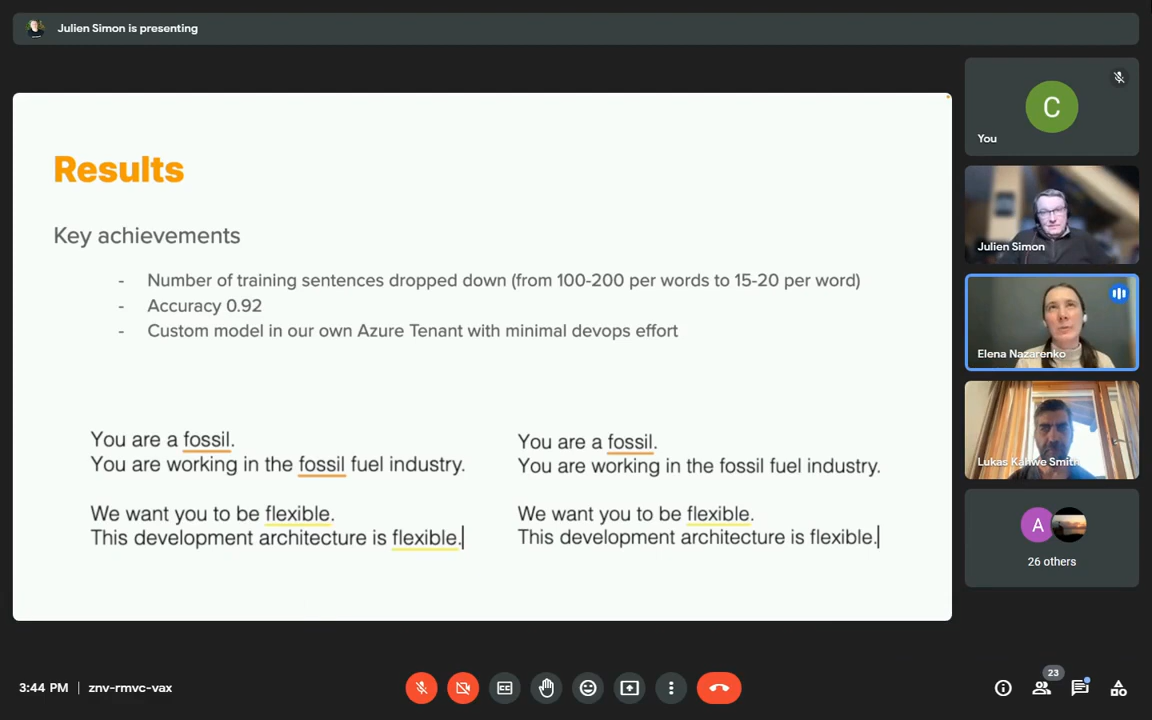 Julien Simon is presenting
Results
Key achievements
- Number of training sentences dropped down (from 100-200 per words to 15-20 per word)
- Accuracy 0.92
- Custom model in our own Azure Tenant with minimal devops effort
You are a fossil.
You are working in the fossil fuel industry.
We want you to be flexible.
This development architecture is flexible.
You are a fossil.
You are working in the fossil fuel industry.
We want you to be flexible.
This development architecture is flexible.
C
You
Julien Simon
Elena Nazarenko
Lukas Kahwe Smith
A
26 others
3:44 PM | znv-rmvc-vax
CC
23